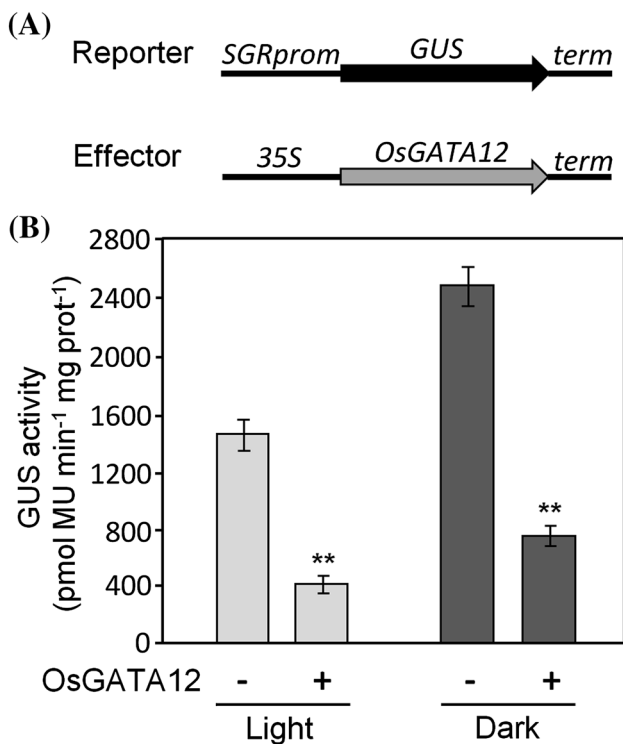 (A)
Reporter SGRprom GUS term
Effector 35S OsGATA12 term
(B)
GUS activity
(pmol MU min⁻¹ mg prot⁻¹)
2800
2400
2000
1600
1200
800
400
0
**
**
OsGATA12 - + - +
Light Dark